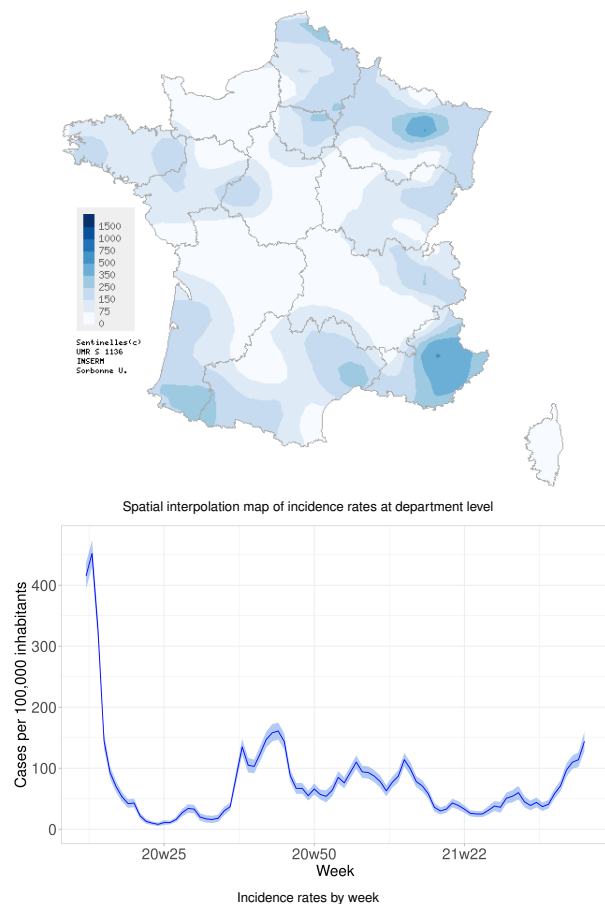 1500
1000
750
500
350
250
150
75
0
Sentinelles(c)
UMR S 1136
INSERM
Sorbonne U.
Spatial interpolation map of incidence rates at department level
Cases per 100,000 inhabitants
400
300
200
100
0
20w25
20w50
21w22
Week
Incidence rates by week